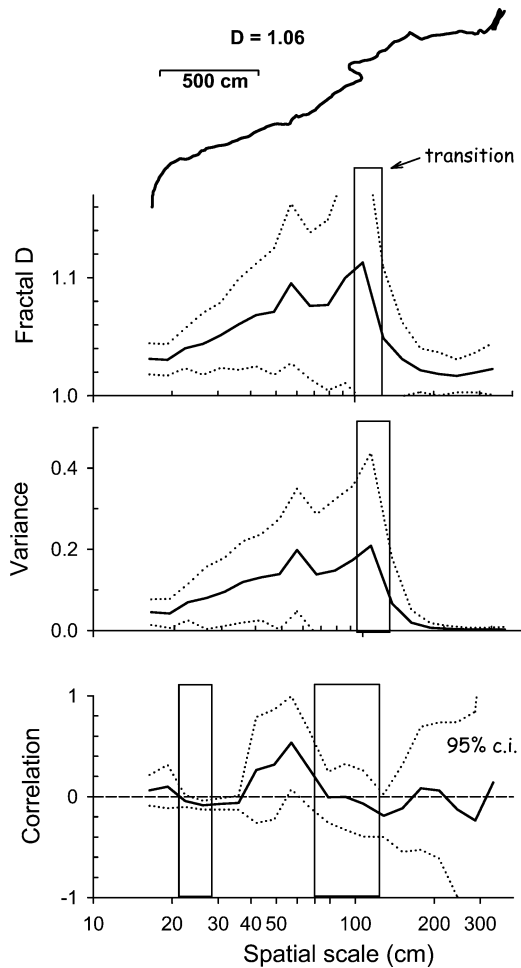 D = 1.06
500 cm
transition
Fractal D
1.1
1.0
Variance
0.4
0.2
0.0
Correlation
1
0
-1
95% c.i.
10 20 30 40 50 100 200 300
Spatial scale (cm)